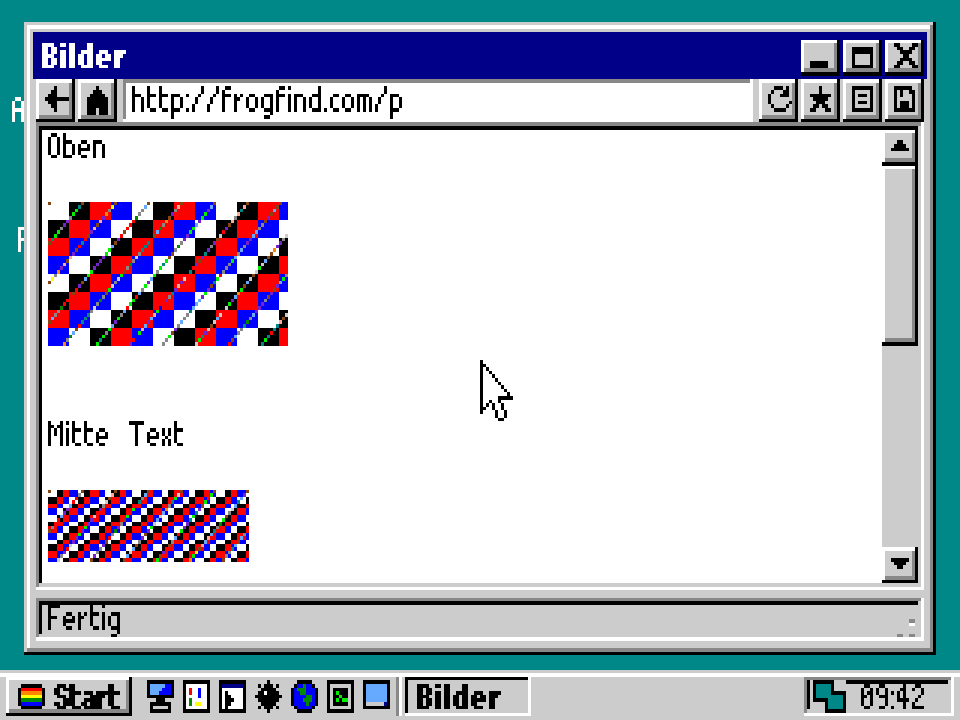 Bilder
http://frogfind.com/p
Oben
Mitte Text
Fertig
Start
Bilder
09:42